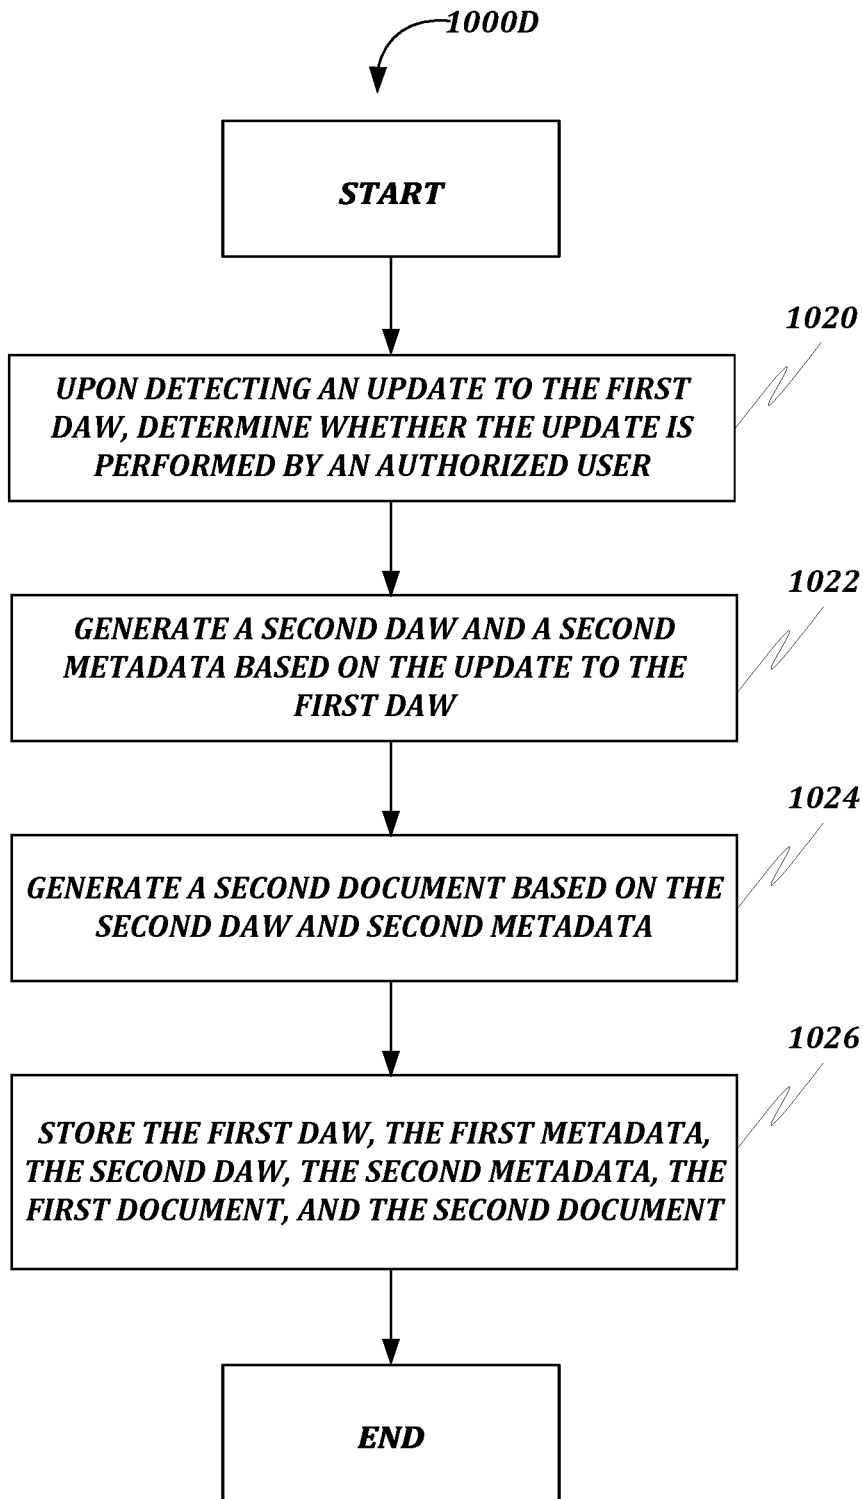 1000D
START
1020
UPON DETECTING AN UPDATE TO THE FIRST
DAW, DETERMINE WHETHER THE UPDATE IS
PERFORMED BY AN AUTHORIZED USER
1022
GENERATE A SECOND DAW AND A SECOND
METADATA BASED ON THE UPDATE TO THE
FIRST DAW
1024
GENERATE A SECOND DOCUMENT BASED ON THE
SECOND DAW AND SECOND METADATA
1026
STORE THE FIRST DAW, THE FIRST METADATA,
THE SECOND DAW, THE SECOND METADATA, THE
FIRST DOCUMENT, AND THE SECOND DOCUMENT
END